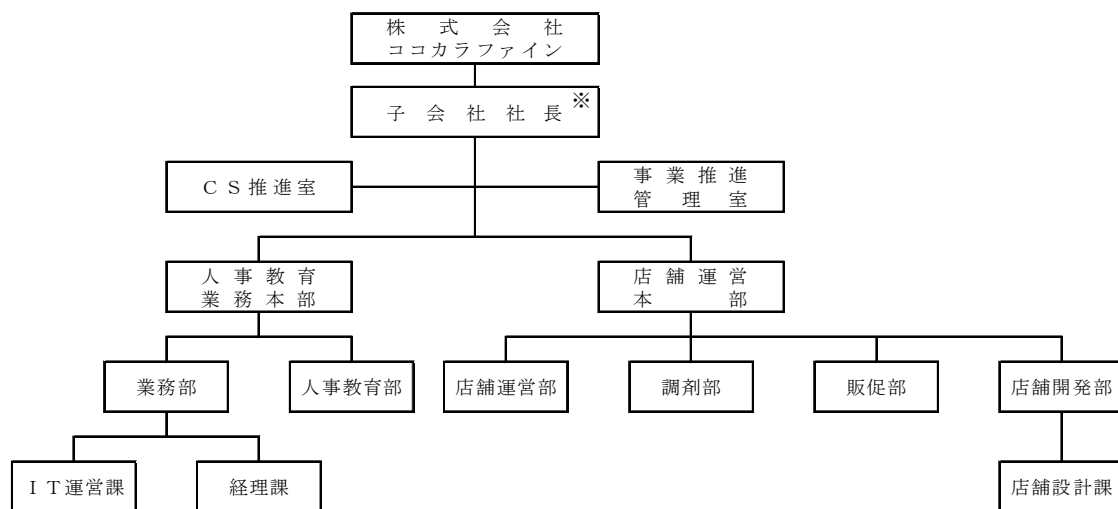 株式会社
ココカラファイン
子会社社長※
CS推進室
事業推進
管理室
人事教育
業務本部
店舗運営
本部
業務部
人事教育部
店舗運営部
調剤部
販促部
店舗開発部
IT運営課
経理課
店舗設計課